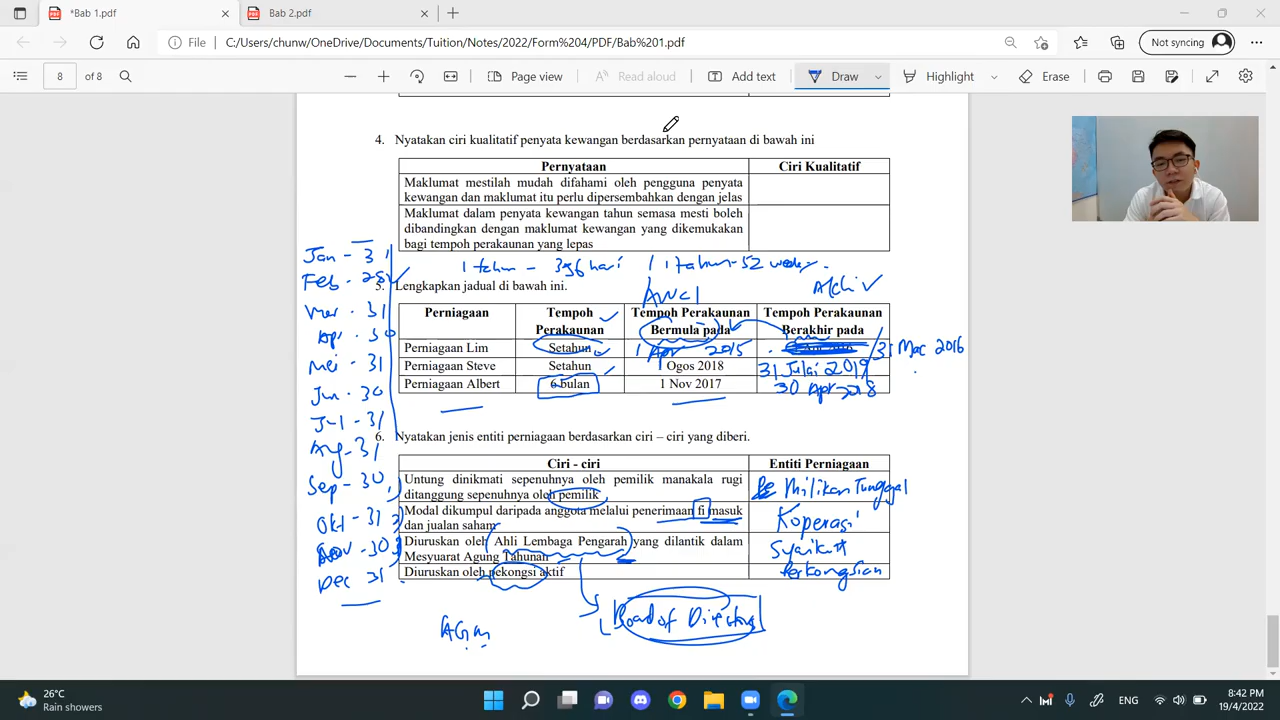 *Bab 1.pdf
Bab 2.pdf
File
C:/Users/chunw/OneDrive/Documents/Tuition/Notes/2022/Form%204/PDF/Bab%201.pdf
Not syncing
8 of 8
Page view
Read aloud
Add text
Draw
Highlight
Erase
4. Nyatakan ciri kualitatif penyata kewangan berdasarkan pernyataan di bawah ini
Pernyataan Ciri Kualitatif
Maklumat mestilah mudah difahami oleh pengguna penyata
kewangan dan maklumat itu perlu dipersembahkan dengan jelas
Maklumat dalam penyata kewangan tahun semasa mesti boleh
dibandingkan dengan maklumat kewangan yang dikemukakan
bagi tempoh perakaunan yang lepas
1 tahun - hari 1 tahun - 52
Lengkapkan jadual di bawah ini.
Perniagaan Tempoh Perakaunan Tempoh Perakaunan Bermula pada Tempoh Perakaunan Berakhir pada
Perniagaan Lim Setahun 1 Apr 2015 31 Mac 2016
Perniagaan Steve Setahun 1 Ogos 2018 31 Julai 2019
Perniagaan Albert 6 bulan 1 Nov 2017 30 Apr 2018
Jan - 31
Feb - 28
Mar - 31
Apr - 30
Mei - 31
Jun - 30
Jul - 31
31
Sep - 30
Okt - 31
Nov - 30
Dec 31
6. Nyatakan jenis entiti perniagaan berdasarkan ciri – ciri yang diberi.
Ciri - ciri Entiti Perniagaan
Untung dinikmati sepenuhnya oleh pemilik manakala rugi
ditanggung sepenuhnya oleh pemilik Milikan Tunggal
Modal dikumpul daripada anggota melalui penerimaan fi masuk
dan jualan saham Koperasi
Diuruskan oleh Ahli Lembaga Pengarah yang dilantik dalam
Mesyuarat Agung Tahunan
Diuruskan oleh pekongsi aktif Perkongsian
Board of Directors
AGM
26°C
Rain showers
ENG
8:42 PM
19/4/2022